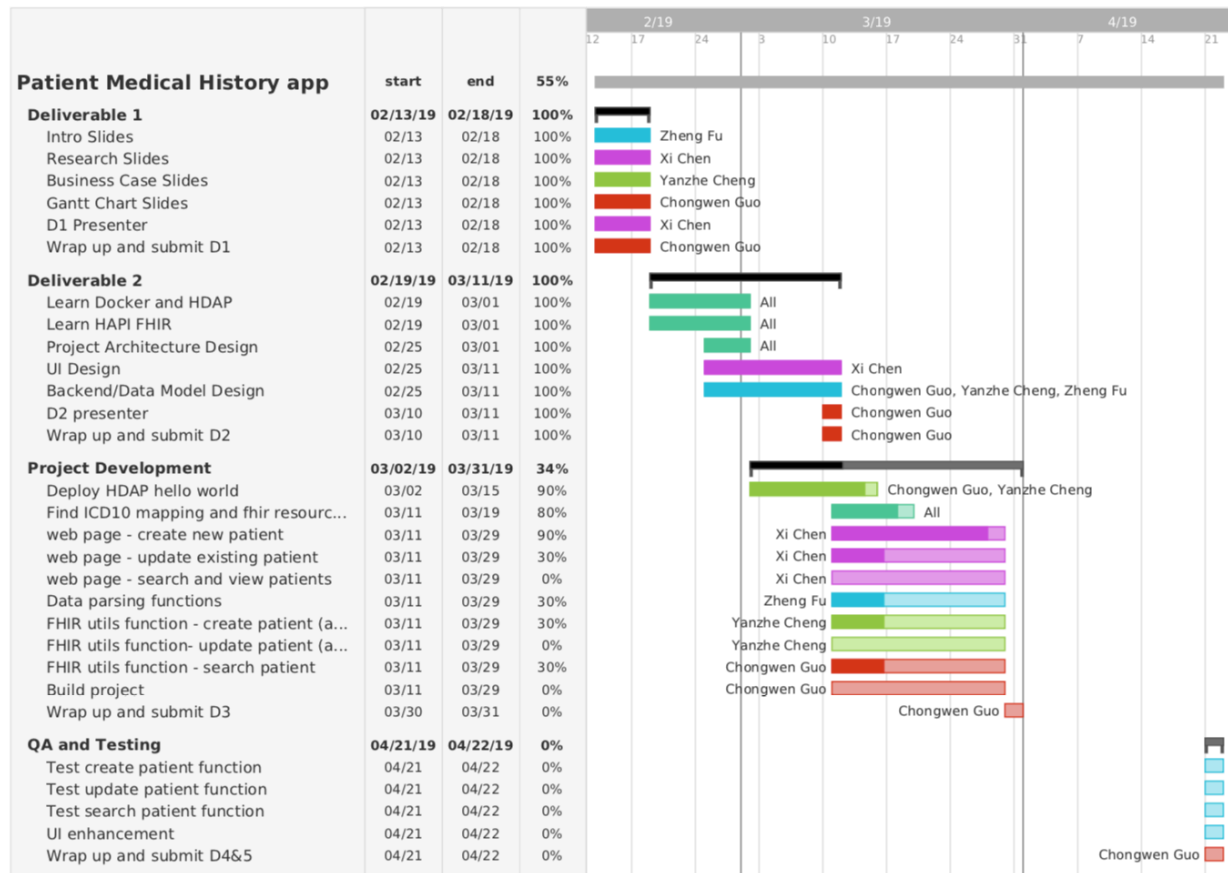 2/19 3/19 4/19
12 17 24 3 10 17 24 31 7 14 21
Patient Medical History app start end 55%
Deliverable 1 02/13/19 02/18/19 100%
Intro Slides 02/13 02/18 100% Zheng Fu
Research Slides 02/13 02/18 100% Xi Chen
Business Case Slides 02/13 02/18 100% Yanzhe Cheng
Gantt Chart Slides 02/13 02/18 100% Chongwen Guo
D1 Presenter 02/13 02/18 100% Xi Chen
Wrap up and submit D1 02/13 02/18 100% Chongwen Guo
Deliverable 2 02/19/19 03/11/19 100%
Learn Docker and HDAP 02/19 03/01 100% All
Learn HAPI FHIR 02/19 03/01 100% All
Project Architecture Design 02/25 03/01 100% All
UI Design 02/25 03/11 100% Xi Chen
Backend/Data Model Design 02/25 03/11 100% Chongwen Guo, Yanzhe Cheng, Zheng Fu
D2 presenter 03/10 03/11 100% Chongwen Guo
Wrap up and submit D2 03/10 03/11 100% Chongwen Guo
Project Development 03/02/19 03/31/19 34%
Deploy HDAP hello world 03/02 03/15 90% Chongwen Guo, Yanzhe Cheng
Find ICD10 mapping and fhir resourc... 03/11 03/19 80% All
web page - create new patient 03/11 03/29 90% Xi Chen
web page - update existing patient 03/11 03/29 30% Xi Chen
web page - search and view patients 03/11 03/29 0% Xi Chen
Data parsing functions 03/11 03/29 30% Zheng Fu
FHIR utils function - create patient (a... 03/11 03/29 30% Yanzhe Cheng
FHIR utils function- update patient (a... 03/11 03/29 0% Yanzhe Cheng
FHIR utils function - search patient 03/11 03/29 30% Chongwen Guo
Build project 03/11 03/29 0% Chongwen Guo
Wrap up and submit D3 03/30 03/31 0% Chongwen Guo
QA and Testing 04/21/19 04/22/19 0%
Test create patient function 04/21 04/22 0%
Test update patient function 04/21 04/22 0%
Test search patient function 04/21 04/22 0%
UI enhancement 04/21 04/22 0%
Wrap up and submit D4&5 04/21 04/22 0% Chongwen Guo